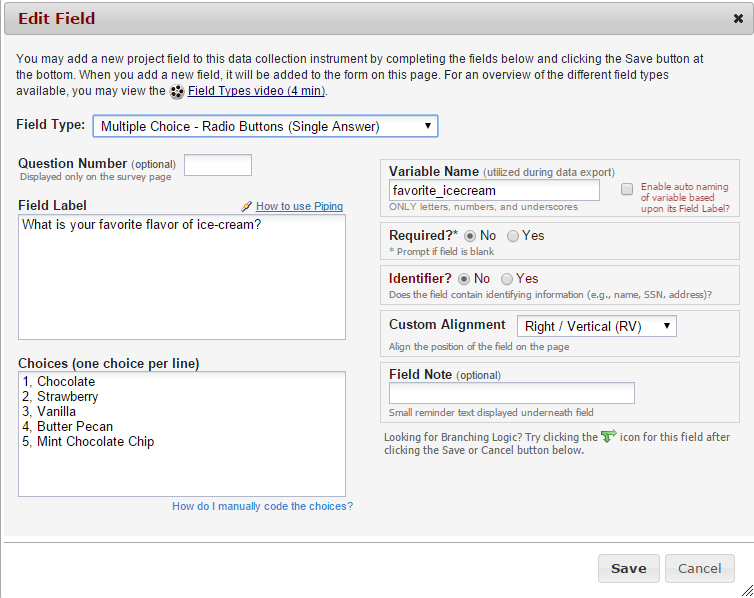 Edit Field
You may add a new project field to this data collection instrument by completing the fields below and clicking the Save button at
the bottom. When you add a new field, it will be added to the form on this page. For an overview of the different field types
available, you may view the Field Types video (4 min).
Field Type: Multiple Choice - Radio Buttons (Single Answer)
Question Number (optional)
Displayed only on the survey page
Field Label How to use Piping
What is your favorite flavor of ice-cream?
Choices (one choice per line)
1, Chocolate
2, Strawberry
3, Vanilla
4, Butter Pecan
5, Mint Chocolate Chip
How do I manually code the choices?
Variable Name (utilized during data export)
favorite_icecream
ONLY letters, numbers, and underscores
Enable auto naming
of variable based
upon its Field Label?
Required?* No Yes
* Prompt if field is blank
Identifier? No Yes
Does the field contain identifying information (e.g., name, SSN, address)?
Custom Alignment Right / Vertical (RV)
Align the position of the field on the page
Field Note (optional)
Small reminder text displayed underneath field
Looking for Branching Logic? Try clicking the icon for this field after
clicking the Save or Cancel button below.
Save Cancel